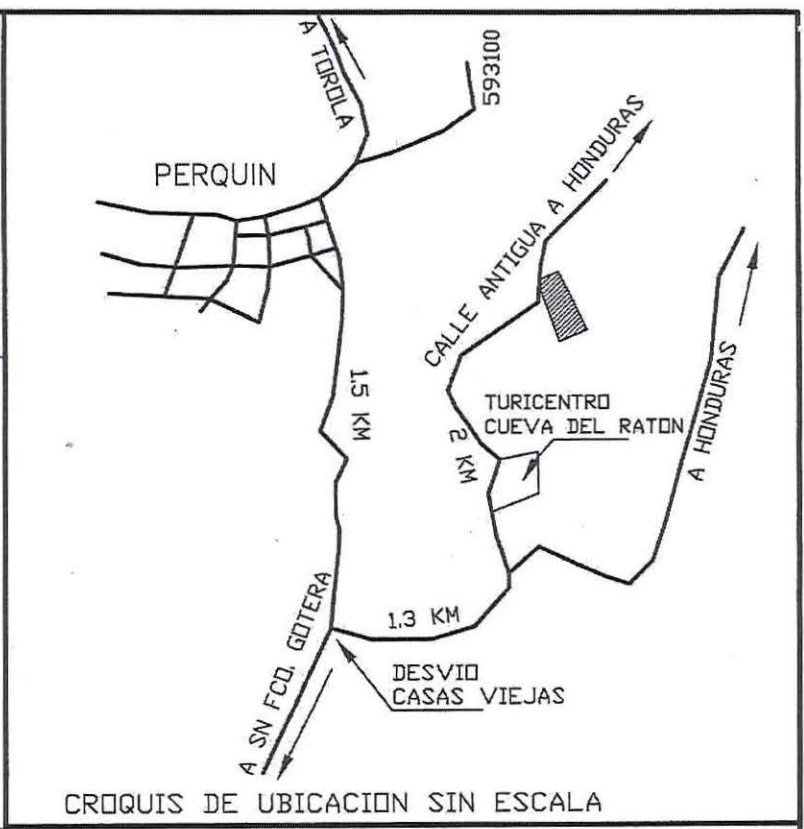 A TOROLA
593100
PERQUIN
CALLE ANTIGUA A HONDURAS
1.5 KM
TURICENTRO
CUEVA DEL RATON
2 KM
A HONDURAS
1.3 KM
A SN FCO. GOTERA
DESVIO
CASAS VIEJAS
CROQUIS DE UBICACION SIN ESCALA